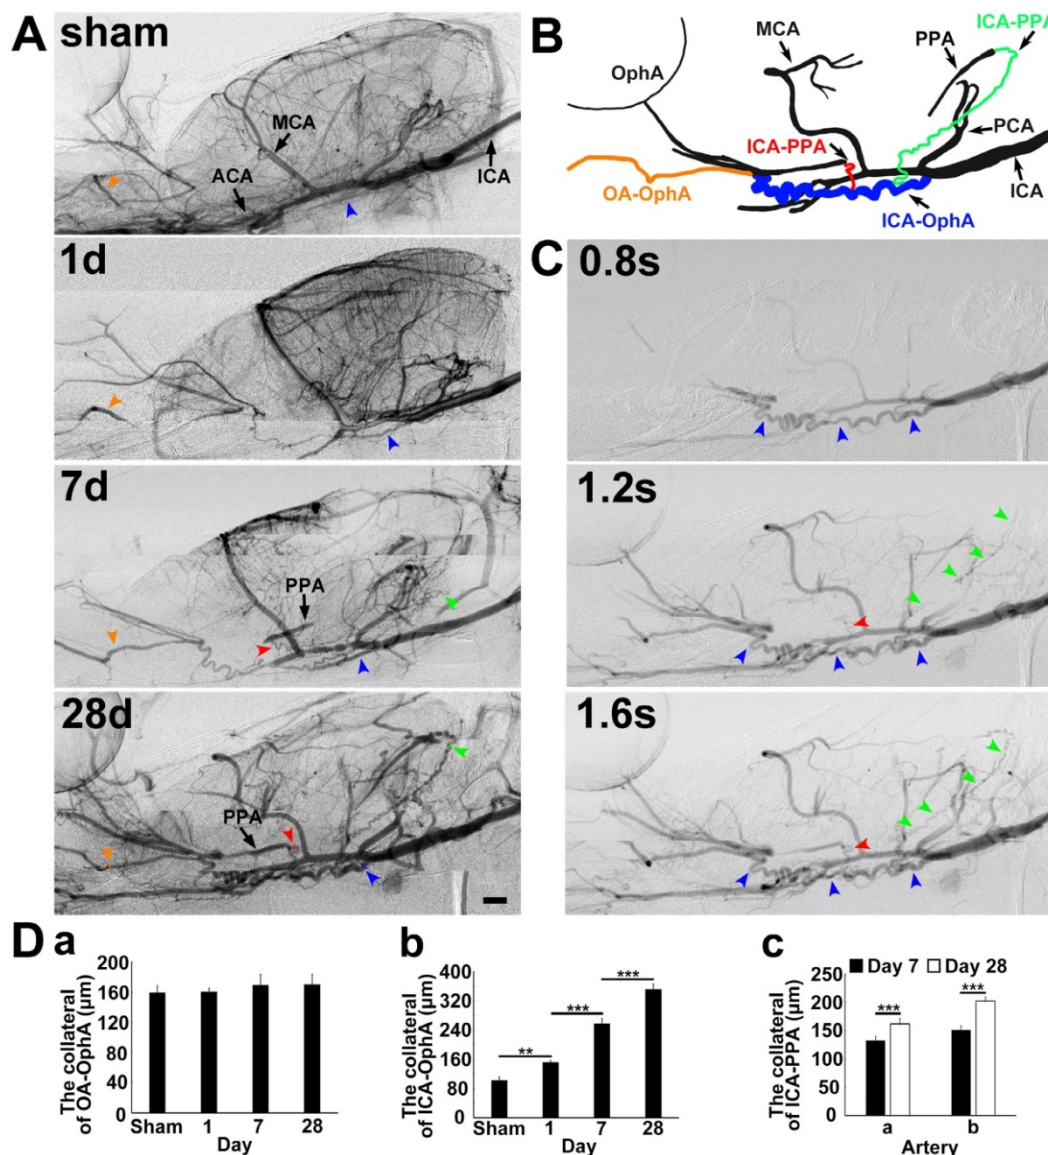 A sham
MCA
ACA
ICA
1d
7d
PPA
28d
PPA
B
OphA
MCA
PPA
ICA-PPA
PCA
ICA-PPA
OA-OphA
ICA
ICA-OphA
C 0.8s
1.2s
1.6s
D a
The collateral
of OA-OphA (μm)
200
160
120
80
40
0
Sham 1 7 28
Day
b
The collateral
of ICA-OphA (μm)
400
320
240
160
80
0
** *** ***
Sham 1 7 28
Day
c
Day 7 Day 28
The collateral
of ICA-PPA (μm)
250
200
150
100
50
0
*** ***
a b
Artery